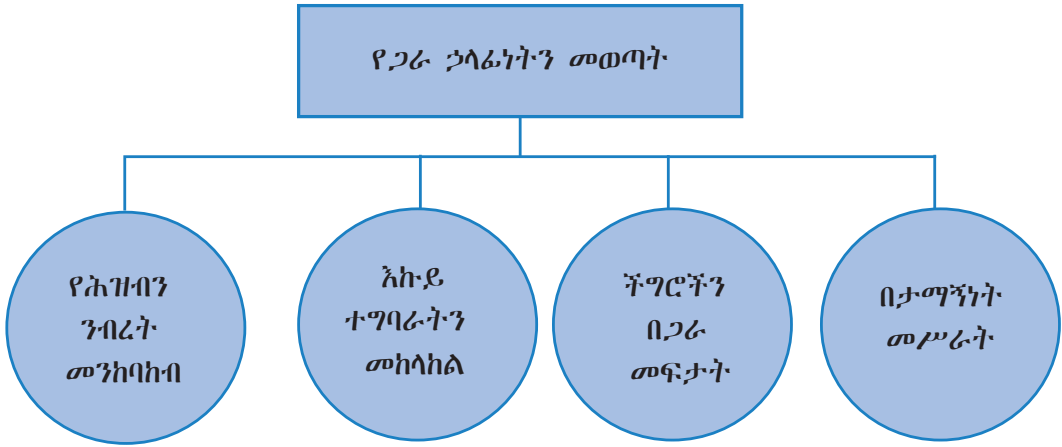 የጋራ ኃላፊነትን መወጣት
የሕዝብን
ንብረት
መንከባከብ
እኩይ
ተግባራትን
መከላከል
ችግሮችን
በጋራ
መፍታት
በታማኝነት
መሥራት